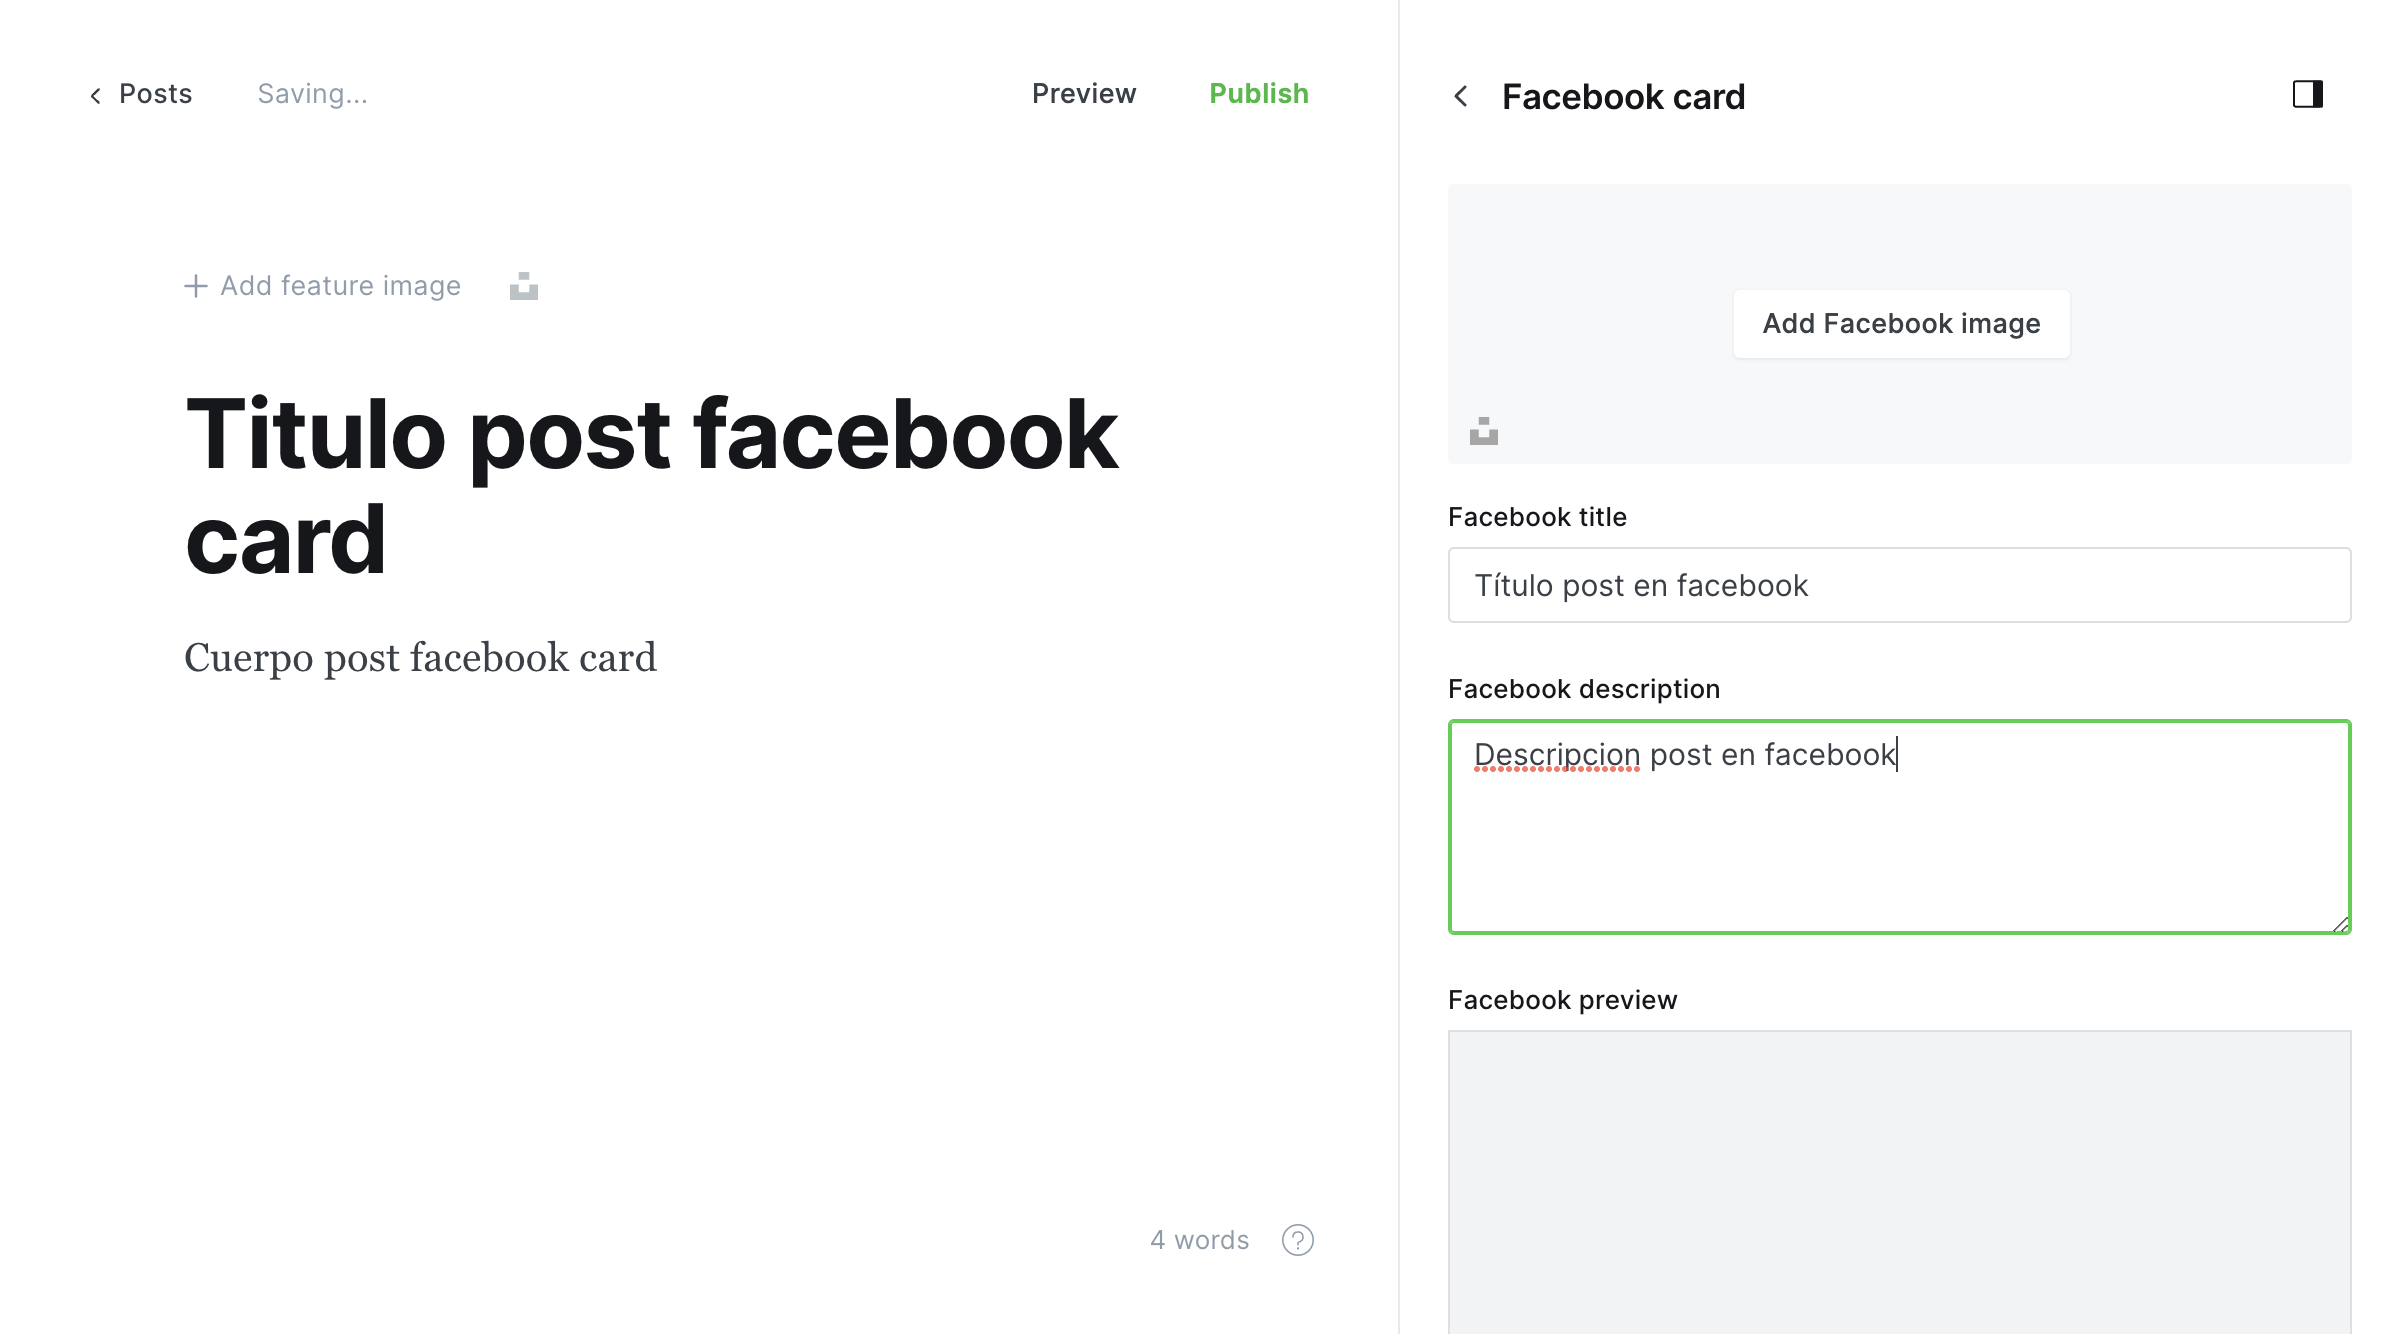 Posts
Saving...
Preview
Publish
Add feature image
Titulo post facebook
card
Cuerpo post facebook card
4 words
?
Facebook card
Add Facebook image
Facebook title
Título post en facebook
Facebook description
Descripcion post en facebook
Facebook preview